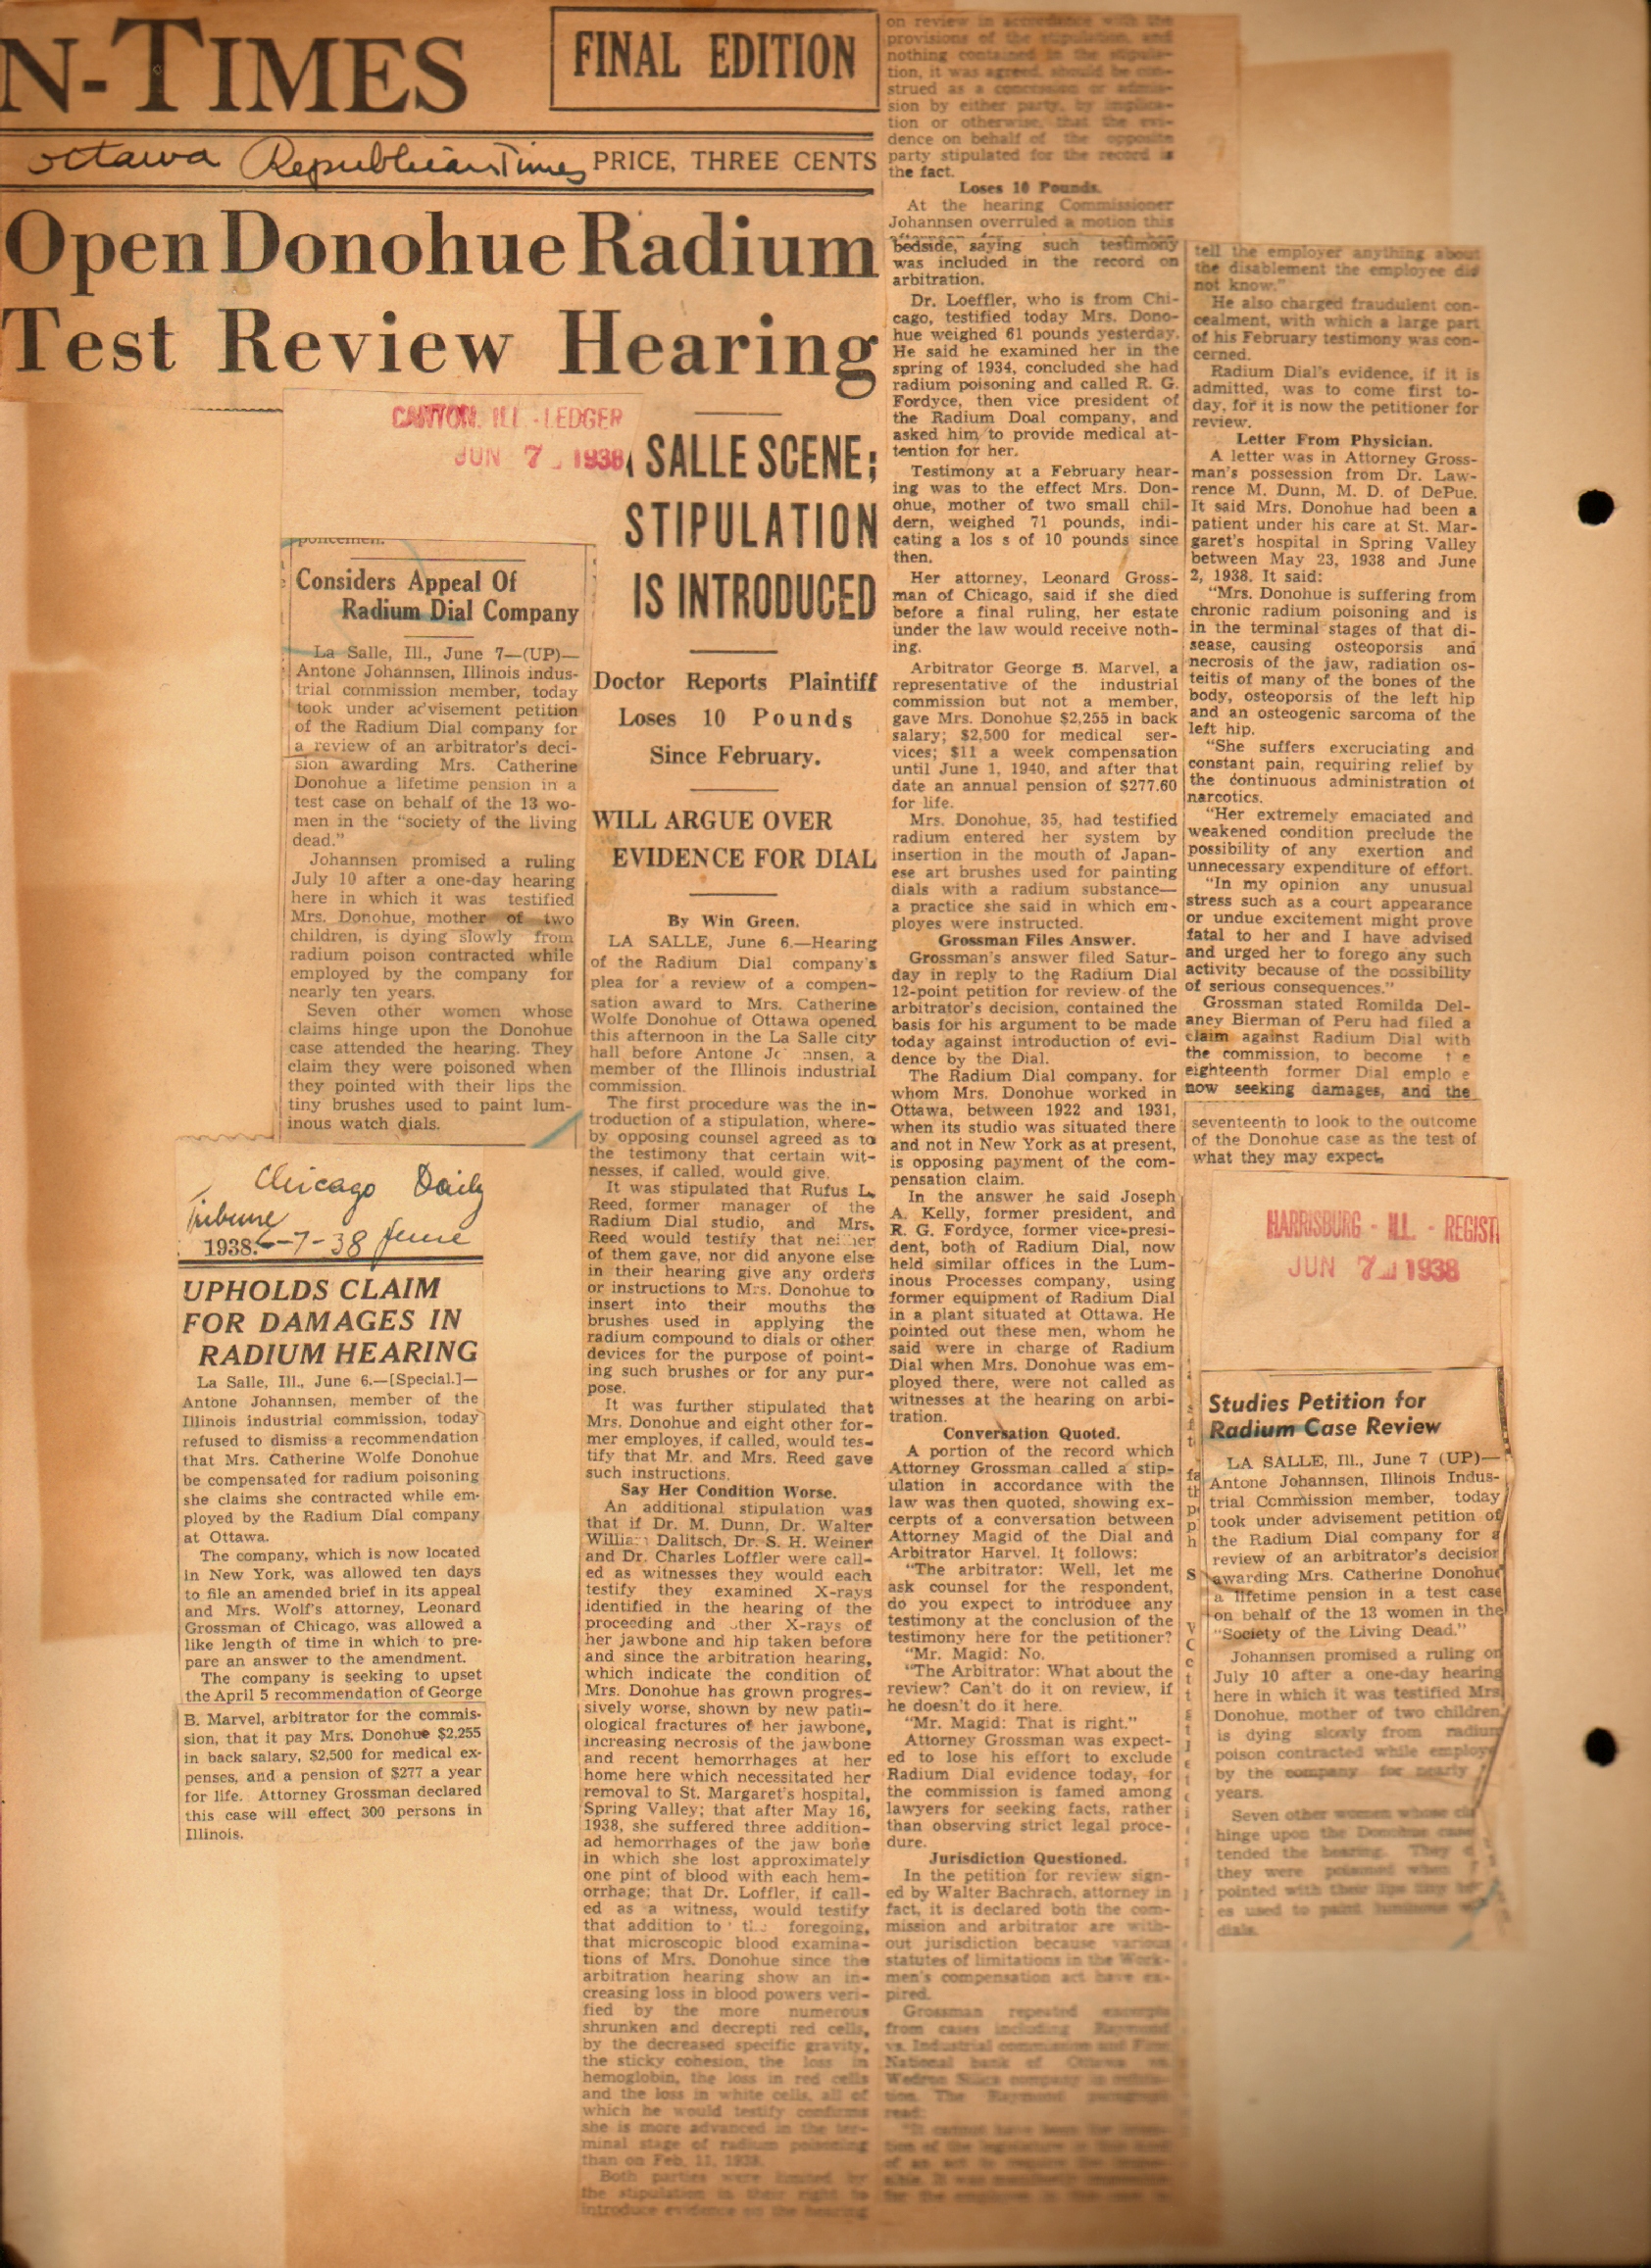 N-TIMES
FINAL EDITION
Ottawa Republican Times PRICE, THREE CENTS
Open Donohue Radium
Test Review Hearing
SALLE SCENE;
STIPULATION
IS INTRODUCED
Doctor Reports Plaintiff
Loses 10 Pounds
Since February.
WILL ARGUE OVER
EVIDENCE FOR DIAL
By Win Green.
LA SALLE, June 6.—Hearing
of the Radium Dial company's
plea for a review of a compen-
sation award to Mrs. Catherine
Wolfe Donohue of Ottawa opened
this afternoon in the La Salle city
hall before Antone Jo nnsen, a
member of the Illinois industrial
commission.
The first procedure was the in-
troduction of a stipulation, where-
by opposing counsel agreed as to
the testimony that certain wit-
nesses, if called, would give.
It was stipulated that Rufus L.
Reed, former manager of the
Radium Dial studio, and Mrs.
Reed would testify that neither
of them gave, nor did anyone else
in their hearing give any orders
or instructions to Mrs. Donohue to
insert into their mouths the
brushes used in applying the
radium compound to dials or other
devices for the purpose of point-
ing such brushes or for any pur-
pose.
It was further stipulated that
Mrs. Donohue and eight other for-
mer employes, if called, would tes-
tify that Mr. and Mrs. Reed gave
such instructions.
Say Her Condition Worse.
An additional stipulation was
that if Dr. M. Dunn, Dr. Walter
William Dalitsch, Dr. S. H. Weiner
and Dr. Charles Loffler were call-
ed as witnesses they would each
testify they examined X-rays
identified in the hearing of the
proceeding and other X-rays of
her jawbone and hip taken before
and since the arbitration hearing,
which indicate the condition of
Mrs. Donohue has grown progres-
sively worse, shown by new path-
ological fractures of her jawbone,
increasing necrosis of the jawbone
and recent hemorrhages at her
home here which necessitated her
removal to St. Margaret's hospital,
Spring Valley; that after May 16,
1938, she suffered three addition-
ad hemorrhages of the jaw bone
in which she lost approximately
one pint of blood with each hem-
orrhage; that Dr. Loffler, if call-
ed as a witness, would testify
that addition to the foregoing,
that microscopic blood examina-
tions of Mrs. Donohue since the
arbitration hearing show an in-
creasing loss in blood powers veri-
fied by the more numerous
shrunken and decrepti red cells,
by the decreased specific gravity,
the sticky cohesion, the loss in
hemoglobin, the loss in red cells
and the loss in white cells, all of
which he would testify confirms
she is more advanced in the ter-
minal stage of radium poisoning
than on Feb. 11, 1938.
Both parties were limited by
the stipulation in their right to
introduce evidence on the hearing
on review in accordance with the
provisions of the stipulation, and
nothing contained in the stipula-
tion, it was agreed, should be con-
strued as a concession or admis-
sion by either party, by implica-
tion or otherwise, that the evi-
dence on behalf of the opposite
party stipulated for the record is
the fact.
Loses 10 Pounds.
At the hearing Commissioner
Johannsen overruled a motion this
bedside, saying such testimony
was included in the record on
arbitration.
Dr. Loeffler, who is from Chi-
cago, testified today Mrs. Dono-
hue weighed 61 pounds yesterday.
He said he examined her in the
spring of 1934, concluded she had
radium poisoning and called R. G.
Fordyce, then vice president of
the Radium Doal company, and
asked him to provide medical at-
tention for her.
Testimony at a February hear-
ing was to the effect Mrs. Don-
ohue, mother of two small chil-
dern, weighed 71 pounds, indi-
cating a los s of 10 pounds since
then.
Her attorney, Leonard Gross-
man of Chicago, said if she died
before a final ruling, her estate
under the law would receive noth-
ing.
Arbitrator George B. Marvel, a
representative of the industrial
commission but not a member,
gave Mrs. Donohue $2,255 in back
salary; $2,500 for medical ser-
vices; $11 a week compensation
until June 1, 1940, and after that
date an annual pension of $277.60
for life.
Mrs. Donohue, 35, had testified
radium entered her system by
insertion in the mouth of Japan-
ese art brushes used for painting
dials with a radium substance—
a practice she said in which em-
ployes were instructed.
Grossman Files Answer.
Grossman's answer filed Satur-
day in reply to the Radium Dial
12-point petition for review of the
arbitrator's decision, contained the
basis for his argument to be made
today against introduction of evi-
dence by the Dial.
The Radium Dial company, for
whom Mrs. Donohue worked in
Ottawa, between 1922 and 1931,
when its studio was situated there
and not in New York as at present,
is opposing payment of the com-
pensation claim.
In the answer he said Joseph
A. Kelly, former president, and
R. G. Fordyce, former vice-presi-
dent, both of Radium Dial, now
held similar offices in the Lum-
inous Processes company, using
former equipment of Radium Dial
in a plant situated at Ottawa. He
pointed out these men, whom he
said were in charge of Radium
Dial when Mrs. Donohue was em-
ployed there, were not called as
witnesses at the hearing on arbi-
tration.
Conversation Quoted.
A portion of the record which
Attorney Grossman called a stip-
ulation in accordance with the
law was then quoted, showing ex-
cerpts of a conversation between
Attorney Magid of the Dial and
Arbitrator Harvel. It follows:
"The arbitrator: Well, let me
ask counsel for the respondent,
do you expect to introduce any
testimony at the conclusion of the
testimony here for the petitioner?
"Mr. Magid: No.
"The Arbitrator: What about the
review? Can't do it on review, if
he doesn't do it here.
"Mr. Magid: That is right."
Attorney Grossman was expect-
ed to lose his effort to exclude
Radium Dial evidence today, for
the commission is famed among
lawyers for seeking facts, rather
than observing strict legal proce-
dure.
Jurisdiction Questioned.
In the petition for review sign-
ed by Walter Bachrach, attorney in
fact, it is declared both the com-
mission and arbitrator are with-
out jurisdiction because various
statutes of limitations in the Work-
men's compensation act have ex-
pired.
Grossman repeated excerpts
from cases including Raymond
vs. Industrial commission and First
National bank of Ottawa vs.
Wedron Silica company
The Raymond paragraph
read:
tell the employer anything about
the disablement the employee did
not know."
He also charged fraudulent con-
cealment, with which a large part
of his February testimony was con-
cerned.
Radium Dial's evidence, if it is
admitted, was to come first to-
day, for it is now the petitioner for
review.
Letter From Physician.
A letter was in Attorney Gross-
man's possession from Dr. Law-
rence M. Dunn, M. D. of DePue.
It said Mrs. Donohue had been a
patient under his care at St. Mar-
garet's hospital in Spring Valley
between May 23, 1938 and June
2, 1938. It said:
"Mrs. Donohue is suffering from
chronic radium poisoning and is
in the terminal stages of that di-
sease, causing osteoporsis and
necrosis of the jaw, radiation os-
teitis of many of the bones of the
body, osteoporsis of the left hip
and an osteogenic sarcoma of the
left hip.
"She suffers excruciating and
constant pain, requiring relief by
the continuous administration of
narcotics.
"Her extremely emaciated and
weakened condition preclude the
possibility of any exertion and
unnecessary expenditure of effort.
"In my opinion any unusual
stress such as a court appearance
or undue excitement might prove
fatal to her and I have advised
and urged her to forego any such
activity because of the possibility
of serious consequences."
Grossman stated Romilda Del-
aney Bierman of Peru had filed a
claim against Radium Dial with
the commission, to become t e
eighteenth former Dial emplo e
now seeking damages, and the
seventeenth to look to the outcome
of the Donohue case as the test of
what they may expect.
CANTON, ILL. - LEDGER
JUN 7 1938
Considers Appeal Of
Radium Dial Company
La Salle, Ill., June 7—(UP)—
Antone Johannsen, Illinois indus-
trial commission member, today
took under advisement petition
of the Radium Dial company for
a review of an arbitrator's deci-
sion awarding Mrs. Catherine
Donohue a lifetime pension in a
test case on behalf of the 13 wo-
men in the "society of the living
dead."
Johannsen promised a ruling
July 10 after a one-day hearing
here in which it was testified
Mrs. Donohue, mother of two
children, is dying slowly from
radium poison contracted while
employed by the company for
nearly ten years.
Seven other women whose
claims hinge upon the Donohue
case attended the hearing. They
claim they were poisoned when
they pointed with their lips the
tiny brushes used to paint lum-
inous watch dials.
Chicago Daily
Tribune
1938. 6-7-38 June
UPHOLDS CLAIM
FOR DAMAGES IN
RADIUM HEARING
La Salle, Ill., June 6.—[Special.]—
Antone Johannsen, member of the
Illinois industrial commission, today
refused to dismiss a recommendation
that Mrs. Catherine Wolfe Donohue
be compensated for radium poisoning
she claims she contracted while em-
ployed by the Radium Dial company
at Ottawa.
The company, which is now located
in New York, was allowed ten days
to file an amended brief in its appeal
and Mrs. Wolf's attorney, Leonard
Grossman of Chicago, was allowed a
like length of time in which to pre-
pare an answer to the amendment.
The company is seeking to upset
the April 5 recommendation of George
B. Marvel, arbitrator for the commis-
sion, that it pay Mrs. Donohue $2,255
in back salary, $2,500 for medical ex-
penses, and a pension of $277 a year
for life. Attorney Grossman declared
this case will effect 300 persons in
Illinois.
HARRISBURG - ILL. - REGIST
JUN 7 1938
Studies Petition for
Radium Case Review
LA SALLE, Ill., June 7 (UP)—
Antone Johannsen, Illinois Indus-
trial Commission member, today
took under advisement petition of
the Radium Dial company for a
review of an arbitrator's decision
awarding Mrs. Catherine Donohue
a lifetime pension in a test case
on behalf of the 13 women in the
"Society of the Living Dead."
Johannsen promised a ruling on
July 10 after a one-day hearing
here in which it was testified Mrs.
Donohue, mother of two children,
is dying slowly from radium
poison contracted while employ
by the company for nearly
years.
Seven other women whose cl
hinge upon the Donohue case
tended the hearing. They
they were poisoned when
pointed with their lips tiny
es used to paint luminous
dials.